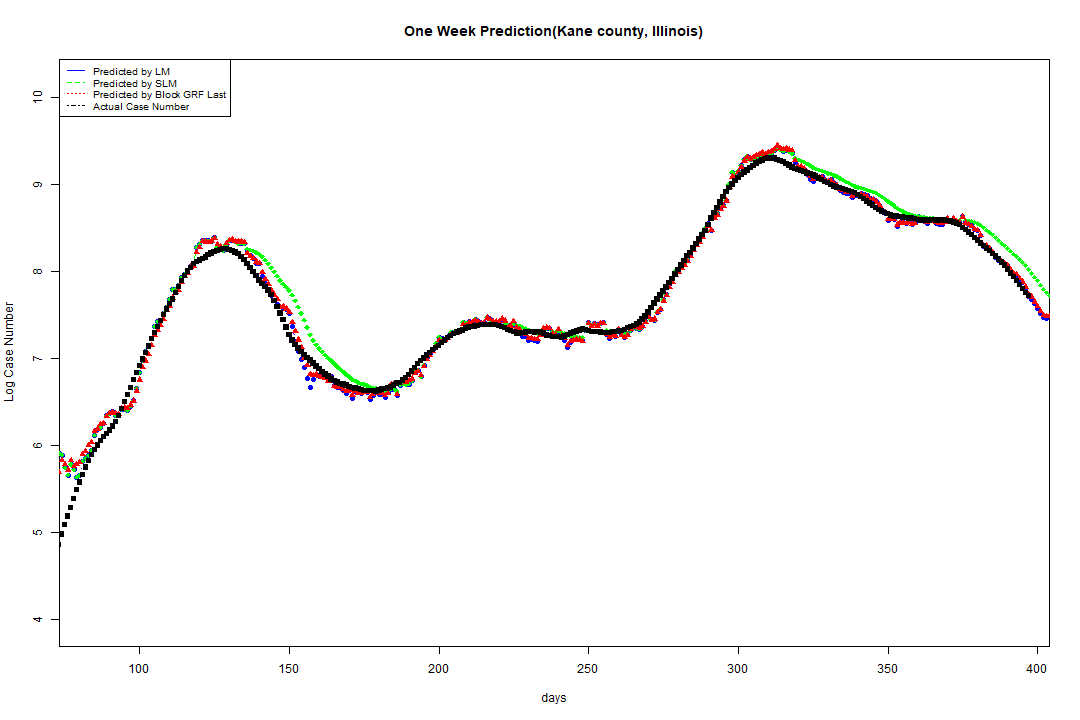 One Week Prediction(Kane county, Illinois)
Predicted by LM
Predicted by SLM
Predicted by Block GRF Last
Actual Case Number
10
9
8
7
6
5
4
Log Case Number
100 150 200 250 300 350 400
days